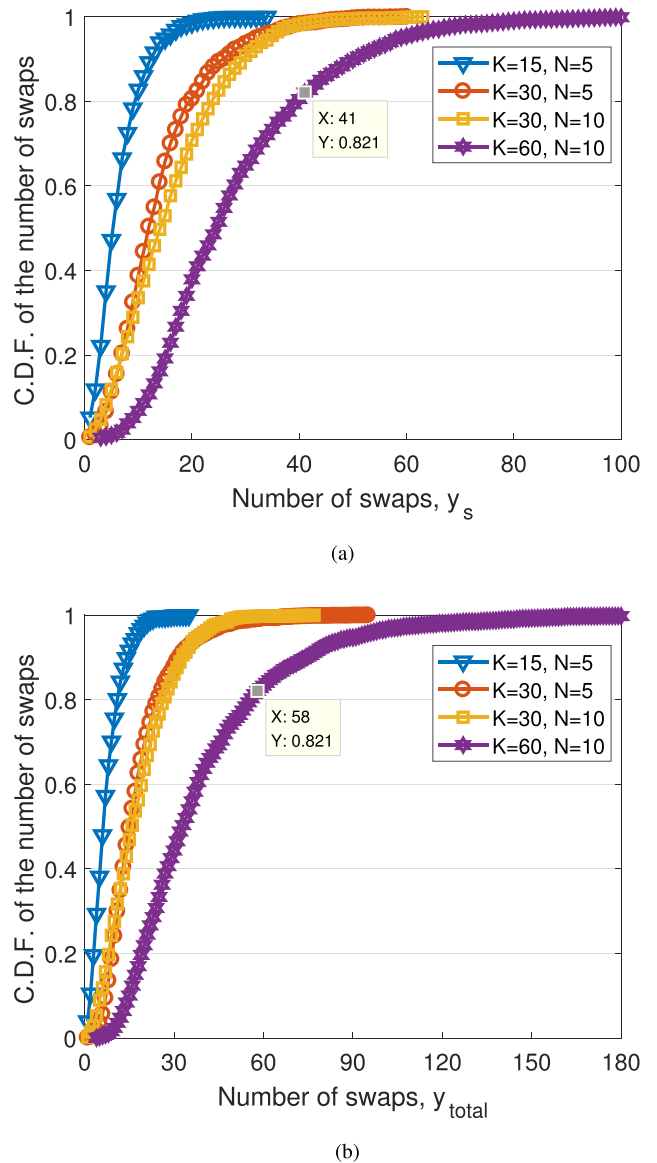 C.D.F. of the number of swaps
1
0.8
0.6
0.4
0.2
0
0 20 40 60 80 100
K=15, N=5
K=30, N=5
K=30, N=10
K=60, N=10
X: 41
Y: 0.821
Number of swaps, y_s
(a)
C.D.F. of the number of swaps
1
0.8
0.6
0.4
0.2
0
0 30 60 90 120 150 180
K=15, N=5
K=30, N=5
K=30, N=10
K=60, N=10
X: 58
Y: 0.821
Number of swaps, y_total
(b)